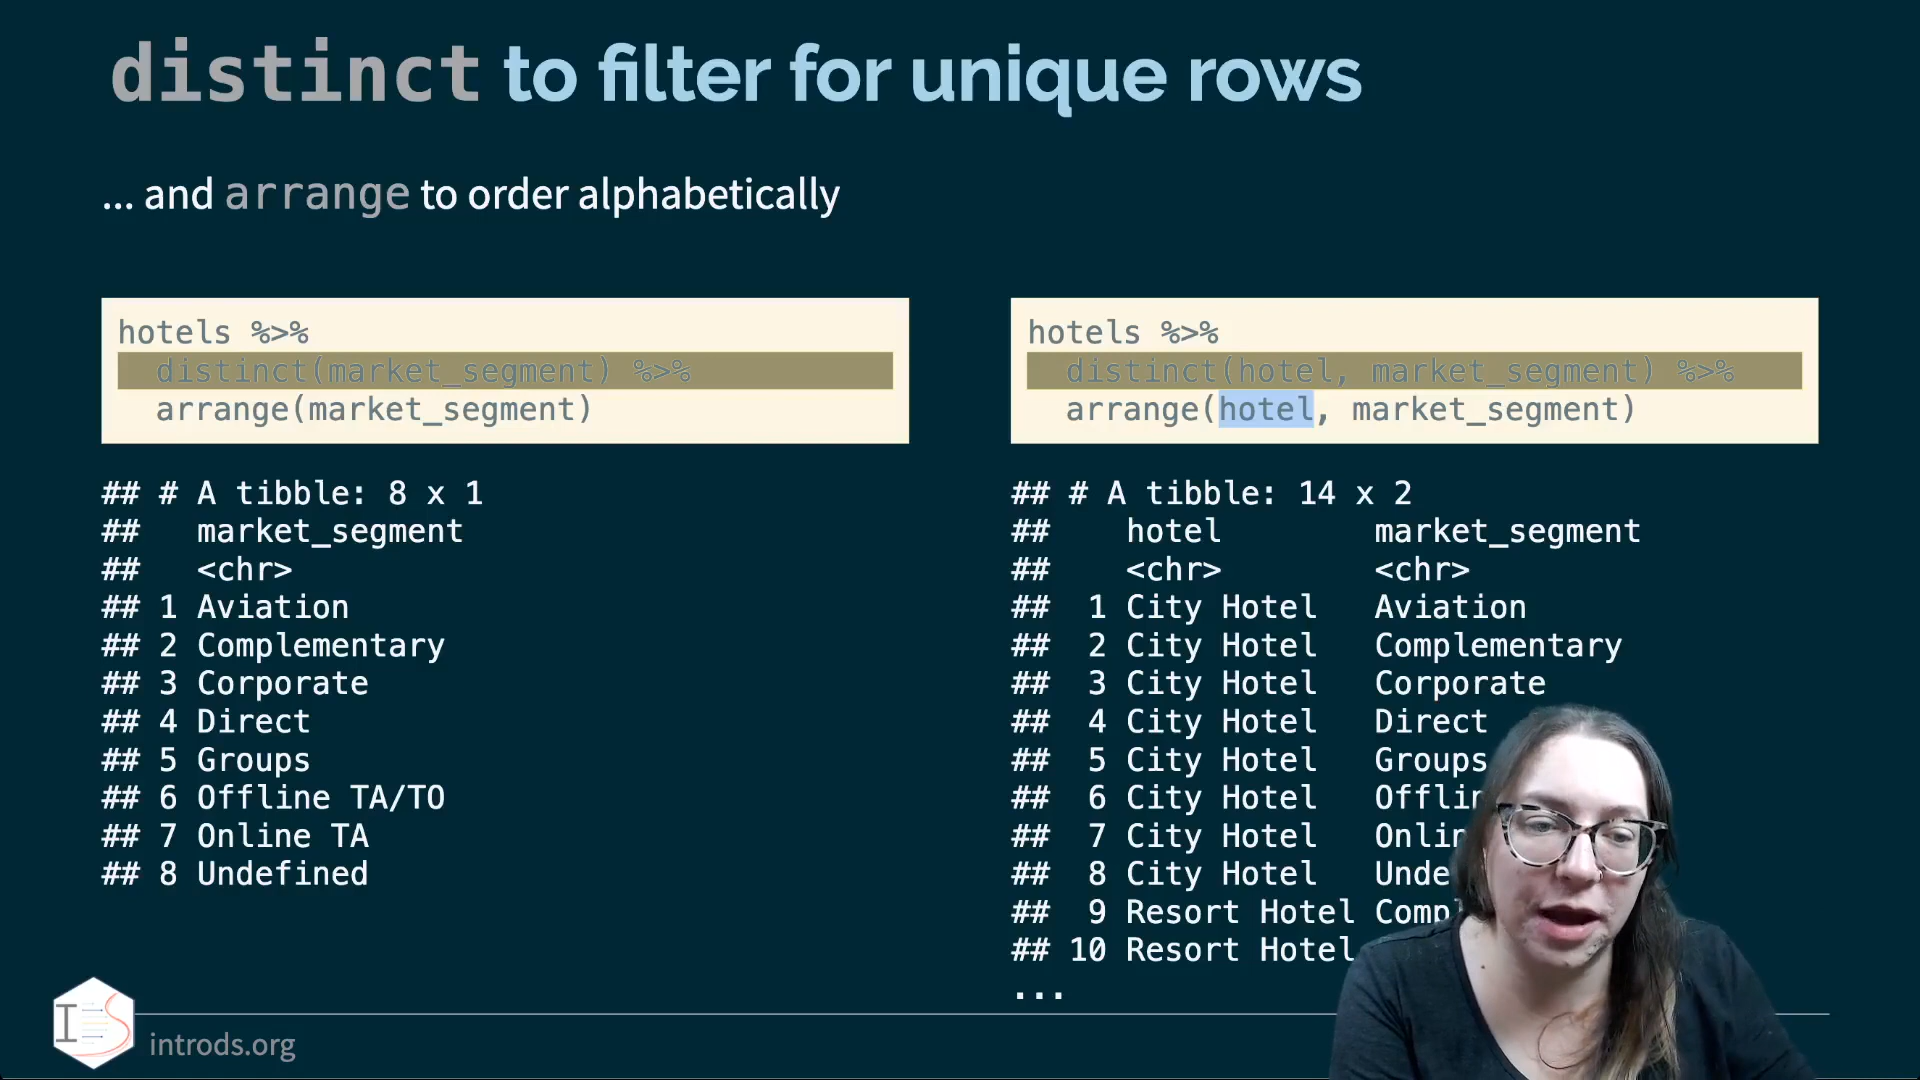 distinct to filter for unique rows
... and arrange to order alphabetically
hotels %>%
distinct(market_segment) %>%
arrange(market_segment)
## # A tibble: 8 x 1
##   market_segment
##   <chr>
## 1 Aviation
## 2 Complementary
## 3 Corporate
## 4 Direct
## 5 Groups
## 6 Offline TA/TO
## 7 Online TA
## 8 Undefined
hotels %>%
distinct(hotel, market_segment) %>%
arrange(hotel, market_segment)
## # A tibble: 14 x 2
##    hotel        market_segment
##    <chr>        <chr>
##  1 City Hotel   Aviation
##  2 City Hotel   Complementary
##  3 City Hotel   Corporate
##  4 City Hotel   Direct
##  5 City Hotel   Groups
##  6 City Hotel
##  7 City Hotel
##  8 City Hotel
##  9 Resort Hotel
## 10 Resort Hotel
...
IS
introds.org